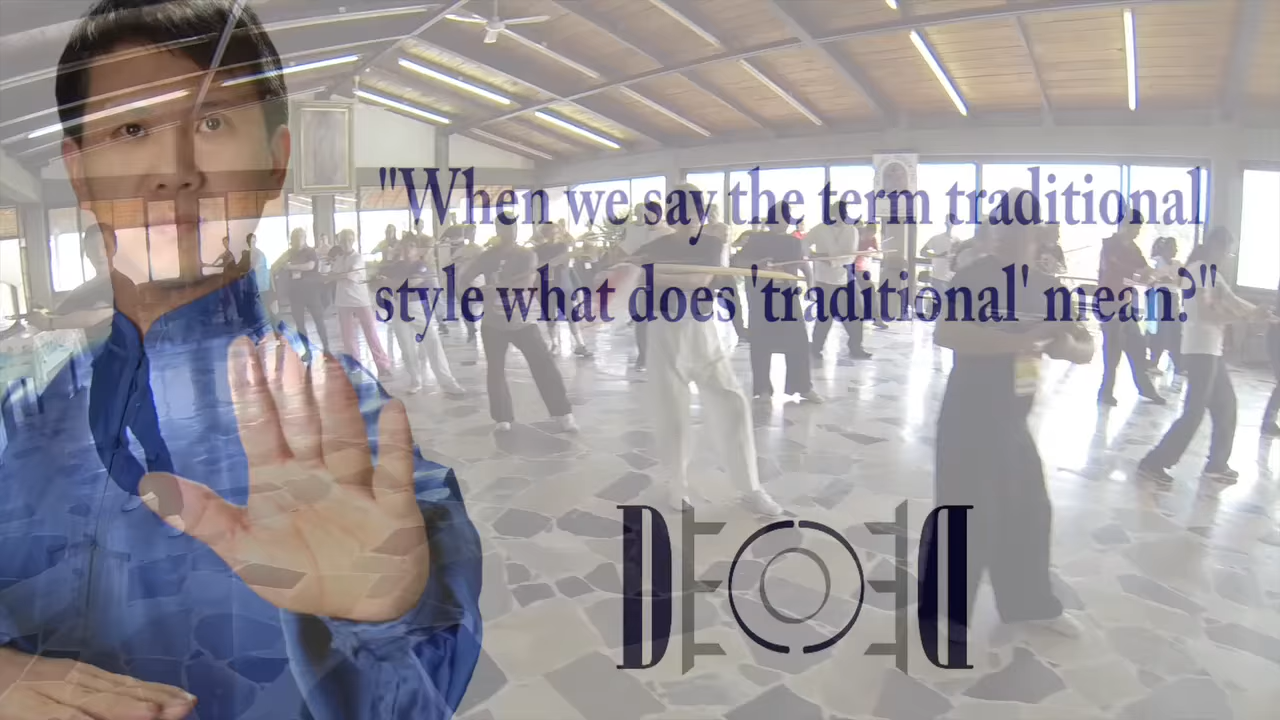 "When we say the term traditional
style what does 'traditional' mean?"